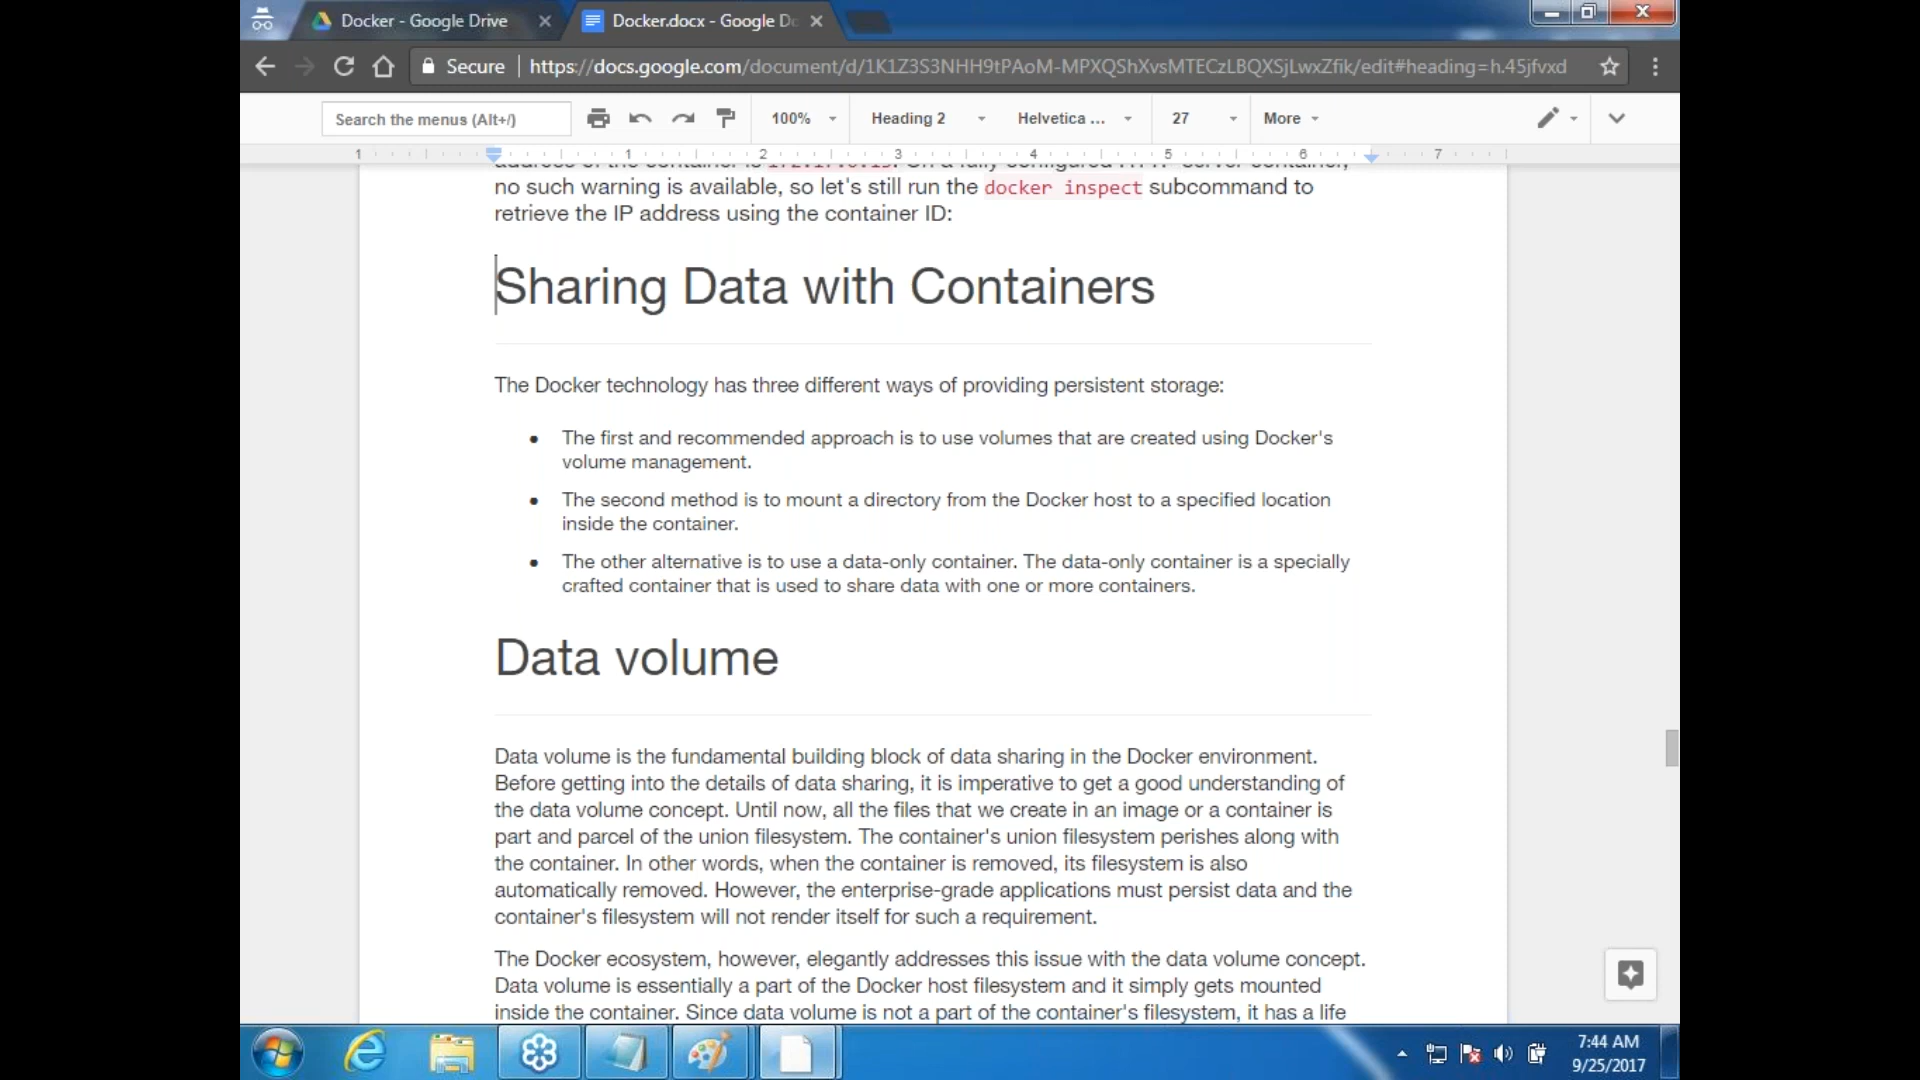 Docker - Google Drive
Docker.docx - Google Do
Secure
https://docs.google.com/document/d/1K1Z3S3NHH9tPAoM-MPXQShXvsMTECzLBQXSjLwxZfik/edit#heading=h.45jfvxd
Search the menus (Alt+/)
100%
Heading 2
Helvetica ...
27
More
1 1 2 3 4 5 6 7
no such warning is available, so let's still run the docker inspect subcommand to
retrieve the IP address using the container ID:
Sharing Data with Containers
The Docker technology has three different ways of providing persistent storage:
• The first and recommended approach is to use volumes that are created using Docker's
volume management.
• The second method is to mount a directory from the Docker host to a specified location
inside the container.
• The other alternative is to use a data-only container. The data-only container is a specially
crafted container that is used to share data with one or more containers.
Data volume
Data volume is the fundamental building block of data sharing in the Docker environment.
Before getting into the details of data sharing, it is imperative to get a good understanding of
the data volume concept. Until now, all the files that we create in an image or a container is
part and parcel of the union filesystem. The container's union filesystem perishes along with
the container. In other words, when the container is removed, its filesystem is also
automatically removed. However, the enterprise-grade applications must persist data and the
container's filesystem will not render itself for such a requirement.
The Docker ecosystem, however, elegantly addresses this issue with the data volume concept.
Data volume is essentially a part of the Docker host filesystem and it simply gets mounted
inside the container. Since data volume is not a part of the container's filesystem, it has a life
7:44 AM
9/25/2017